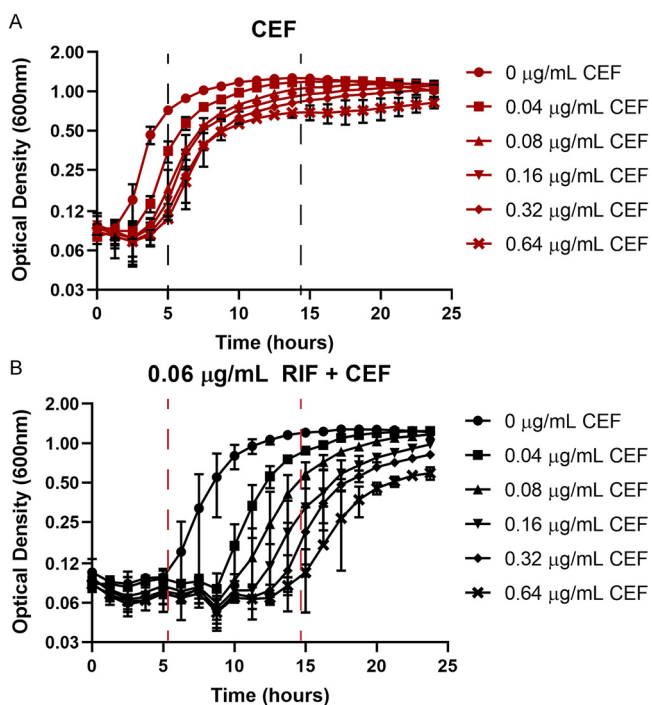 A
CEF
Optical Density (600nm)
2.00
1.00
0.50
0.25
0.12
0.06
0.03
0 5 10 15 20 25
Time (hours)
0 μg/mL CEF
0.04 μg/mL CEF
0.08 μg/mL CEF
0.16 μg/mL CEF
0.32 μg/mL CEF
0.64 μg/mL CEF
B
0.06 μg/mL RIF + CEF
Optical Density (600nm)
2.00
1.00
0.50
0.25
0.12
0.06
0.03
0 5 10 15 20 25
Time (hours)
0 μg/mL CEF
0.04 μg/mL CEF
0.08 μg/mL CEF
0.16 μg/mL CEF
0.32 μg/mL CEF
0.64 μg/mL CEF